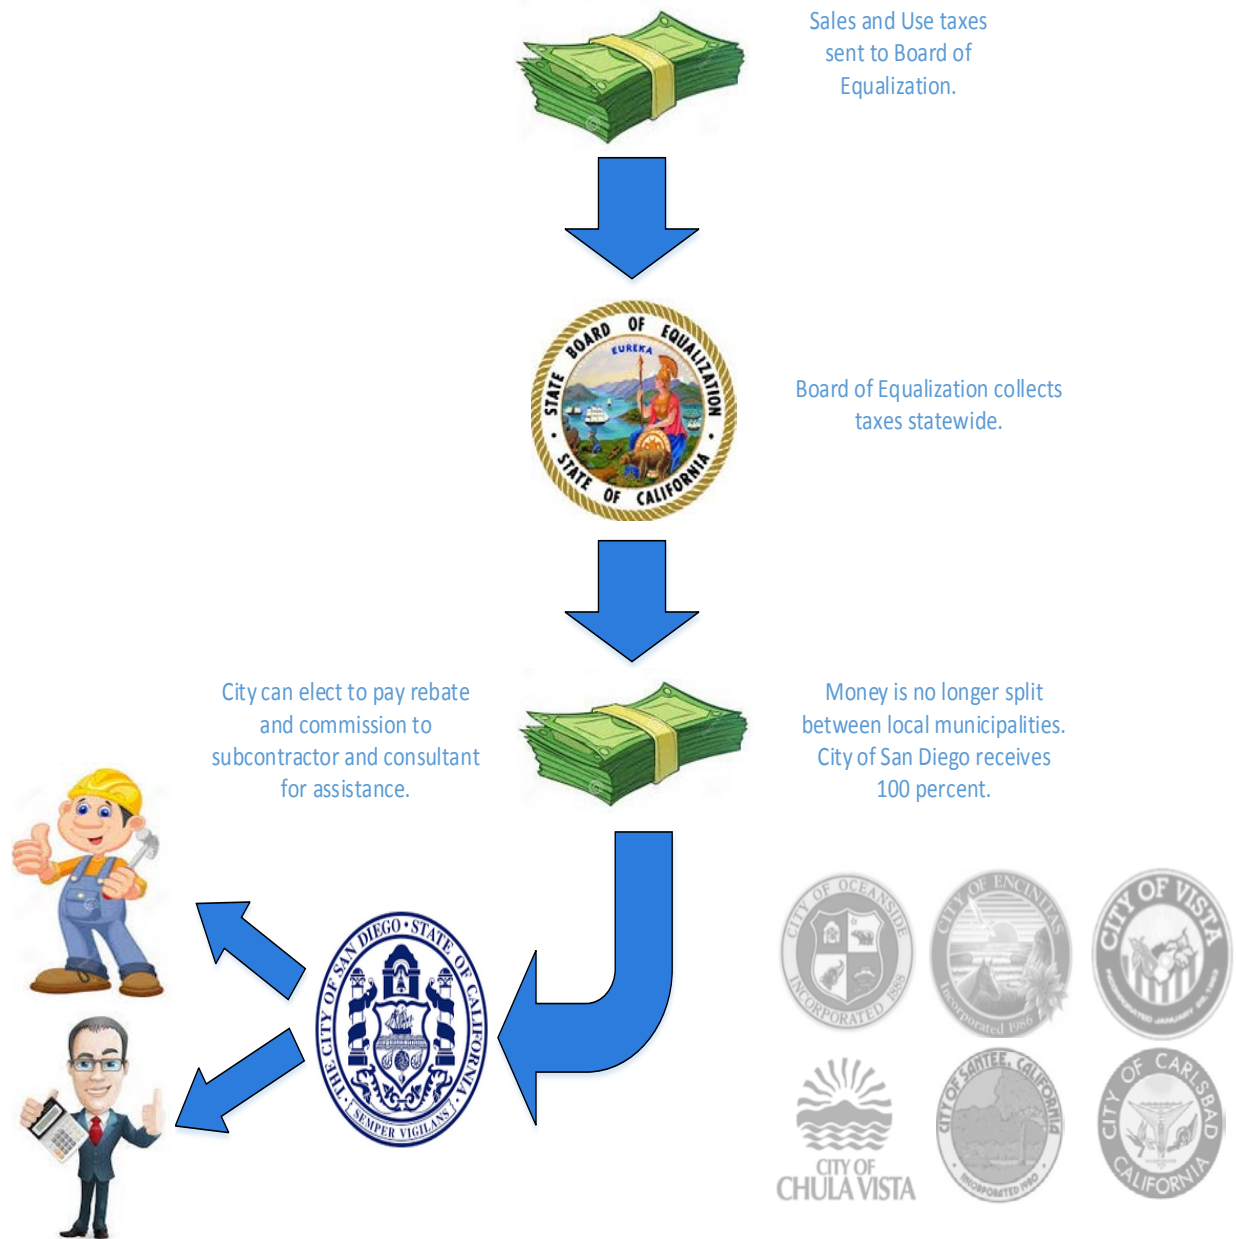 Sales and Use taxes
sent to Board of
Equalization.
STATE BOARD OF EQUALIZATION
EUREKA
STATE OF CALIFORNIA
Board of Equalization collects
taxes statewide.
City can elect to pay rebate
and commission to
subcontractor and consultant
for assistance.
Money is no longer split
between local municipalities.
City of San Diego receives
100 percent.
THE CITY OF SAN DIEGO • STATE OF CALIFORNIA
SEMPER VIGILANS
CITY OF OCEANSIDE
INCORPORATED 1888
CITY OF ENCINITAS
Incorporated 1986
CITY OF VISTA
CITY OF
CHULA VISTA
CITY OF SANTEE, CALIFORNIA
INCORPORATED 1980
CITY OF CARLSBAD
CALIFORNIA